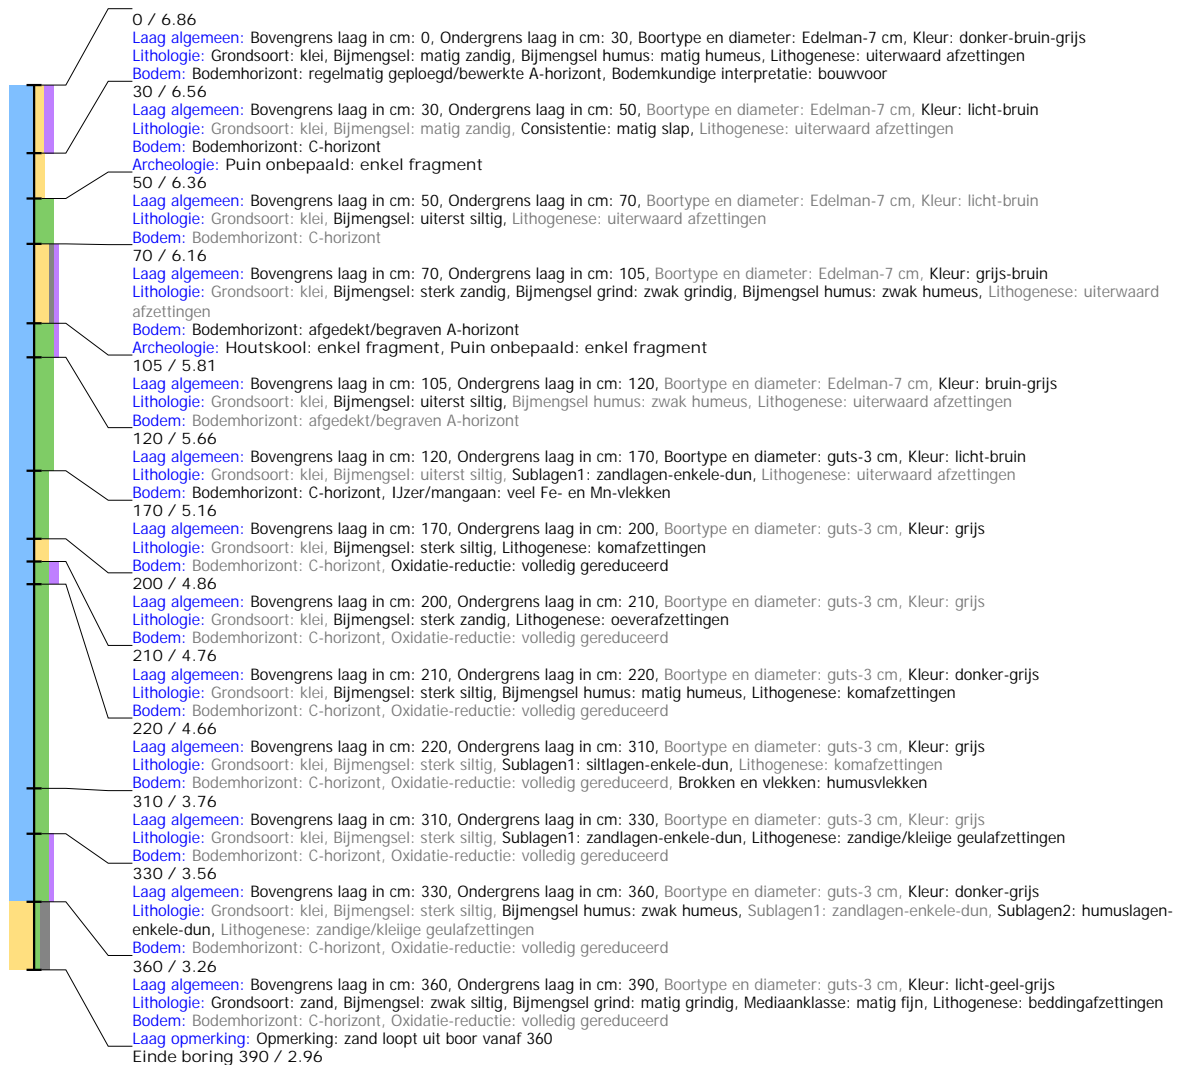 0 / 6.86
Laag algemeen: Bovengrens laag in cm: 0, Ondergrens laag in cm: 30, Boortype en diameter: Edelman-7 cm, Kleur: donker-bruin-grijs
Lithologie: Grondsoort: klei, Bijmengsel: matig zandig, Bijmengsel humus: matig humeus, Lithogenese: uiterwaard afzettingen
Bodem: Bodemhorizont: regelmatig geploegd/bewerkte A-horizont, Bodemkundige interpretatie: bouwvoor
30 / 6.56
Laag algemeen: Bovengrens laag in cm: 30, Ondergrens laag in cm: 50, Boortype en diameter: Edelman-7 cm, Kleur: licht-bruin
Lithologie: Grondsoort: klei, Bijmengsel: matig zandig, Consistentie: matig slap, Lithogenese: uiterwaard afzettingen
Bodem: Bodemhorizont: C-horizont
Archeologie: Puin onbepaald: enkel fragment
50 / 6.36
Laag algemeen: Bovengrens laag in cm: 50, Ondergrens laag in cm: 70, Boortype en diameter: Edelman-7 cm, Kleur: licht-bruin
Lithologie: Grondsoort: klei, Bijmengsel: uiterst siltig, Lithogenese: uiterwaard afzettingen
Bodem: Bodemhorizont: C-horizont
70 / 6.16
Laag algemeen: Bovengrens laag in cm: 70, Ondergrens laag in cm: 105, Boortype en diameter: Edelman-7 cm, Kleur: grijs-bruin
Lithologie: Grondsoort: klei, Bijmengsel: sterk zandig, Bijmengsel grind: zwak grindig, Bijmengsel humus: zwak humeus, Lithogenese: uiterwaard
afzettingen
Bodem: Bodemhorizont: afgedekt/begraven A-horizont
Archeologie: Houtskool: enkel fragment, Puin onbepaald: enkel fragment
105 / 5.81
Laag algemeen: Bovengrens laag in cm: 105, Ondergrens laag in cm: 120, Boortype en diameter: Edelman-7 cm, Kleur: bruin-grijs
Lithologie: Grondsoort: klei, Bijmengsel: uiterst siltig, Bijmengsel humus: zwak humeus, Lithogenese: uiterwaard afzettingen
Bodem: Bodemhorizont: afgedekt/begraven A-horizont
120 / 5.66
Laag algemeen: Bovengrens laag in cm: 120, Ondergrens laag in cm: 170, Boortype en diameter: guts-3 cm, Kleur: licht-bruin
Lithologie: Grondsoort: klei, Bijmengsel: uiterst siltig, Sublagen1: zandlagen-enkele-dun, Lithogenese: uiterwaard afzettingen
Bodem: Bodemhorizont: C-horizont, IJzer/mangaan: veel Fe- en Mn-vlekken
170 / 5.16
Laag algemeen: Bovengrens laag in cm: 170, Ondergrens laag in cm: 200, Boortype en diameter: guts-3 cm, Kleur: grijs
Lithologie: Grondsoort: klei, Bijmengsel: sterk siltig, Lithogenese: komafzettingen
Bodem: Bodemhorizont: C-horizont, Oxidatie-reductie: volledig gereduceerd
200 / 4.86
Laag algemeen: Bovengrens laag in cm: 200, Ondergrens laag in cm: 210, Boortype en diameter: guts-3 cm, Kleur: grijs
Lithologie: Grondsoort: klei, Bijmengsel: sterk zandig, Lithogenese: oeverafzettingen
Bodem: Bodemhorizont: C-horizont, Oxidatie-reductie: volledig gereduceerd
210 / 4.76
Laag algemeen: Bovengrens laag in cm: 210, Ondergrens laag in cm: 220, Boortype en diameter: guts-3 cm, Kleur: donker-grijs
Lithologie: Grondsoort: klei, Bijmengsel: sterk siltig, Bijmengsel humus: matig humeus, Lithogenese: komafzettingen
Bodem: Bodemhorizont: C-horizont, Oxidatie-reductie: volledig gereduceerd
220 / 4.66
Laag algemeen: Bovengrens laag in cm: 220, Ondergrens laag in cm: 310, Boortype en diameter: guts-3 cm, Kleur: grijs
Lithologie: Grondsoort: klei, Bijmengsel: sterk siltig, Sublagen1: siltlagen-enkele-dun, Lithogenese: komafzettingen
Bodem: Bodemhorizont: C-horizont, Oxidatie-reductie: volledig gereduceerd, Brokken en vlekken: humusvlekken
310 / 3.76
Laag algemeen: Bovengrens laag in cm: 310, Ondergrens laag in cm: 330, Boortype en diameter: guts-3 cm, Kleur: grijs
Lithologie: Grondsoort: klei, Bijmengsel: sterk siltig, Sublagen1: zandlagen-enkele-dun, Lithogenese: zandige/kleiige geulafzettingen
Bodem: Bodemhorizont: C-horizont, Oxidatie-reductie: volledig gereduceerd
330 / 3.56
Laag algemeen: Bovengrens laag in cm: 330, Ondergrens laag in cm: 360, Boortype en diameter: guts-3 cm, Kleur: donker-grijs
Lithologie: Grondsoort: klei, Bijmengsel: sterk siltig, Bijmengsel humus: zwak humeus, Sublagen1: zandlagen-enkele-dun, Sublagen2: humuslagen-
enkele-dun, Lithogenese: zandige/kleiige geulafzettingen
Bodem: Bodemhorizont: C-horizont, Oxidatie-reductie: volledig gereduceerd
360 / 3.26
Laag algemeen: Bovengrens laag in cm: 360, Ondergrens laag in cm: 390, Boortype en diameter: guts-3 cm, Kleur: licht-geel-grijs
Lithologie: Grondsoort: zand, Bijmengsel: zwak siltig, Bijmengsel grind: matig grindig, Mediaanklasse: matig fijn, Lithogenese: beddingafzettingen
Bodem: Bodemhorizont: C-horizont, Oxidatie-reductie: volledig gereduceerd
Laag opmerking: Opmerking: zand loopt uit boor vanaf 360
Einde boring 390 / 2.96